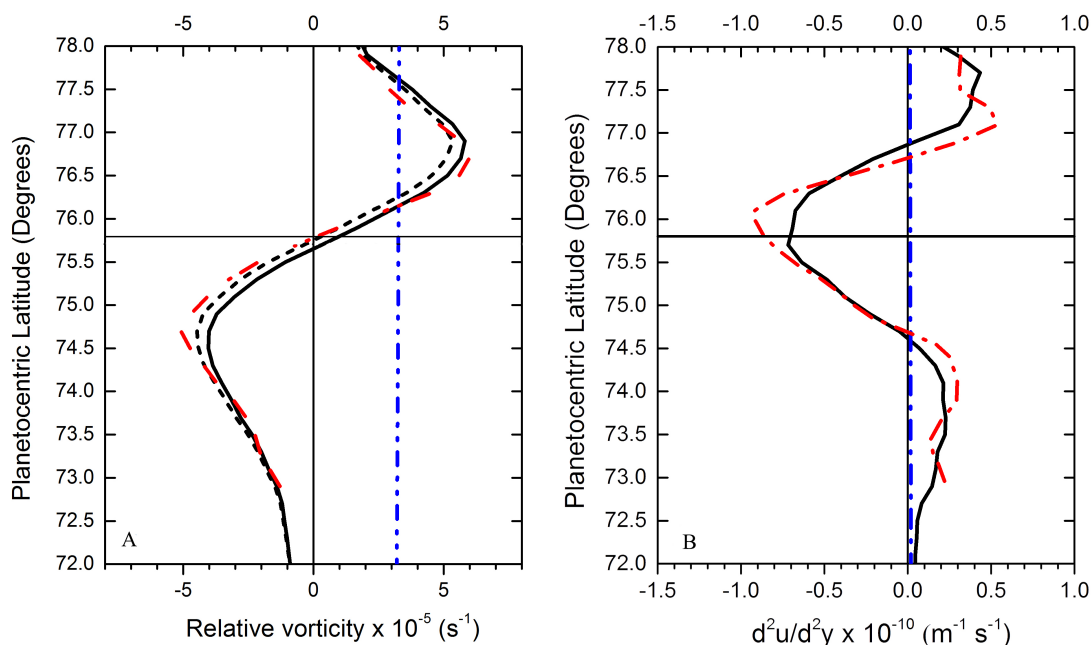 -5 0 5
-1.5 -1.0 -0.5 0.0 0.5 1.0
78.0
77.5
77.0
76.5
76.0
75.5
75.0
74.5
74.0
73.5
73.0
72.5
72.0
Planetocentric Latitude (Degrees)
A
-5 0 5
Relative vorticity x 10-5 (s-1)
78.0
77.5
77.0
76.5
76.0
75.5
75.0
74.5
74.0
73.5
73.0
72.5
72.0
Planetocentric Latitude (Degrees)
B
-1.5 -1.0 -0.5 0.0 0.5 1.0
d2u/d2y x 10-10 (m-1 s-1)